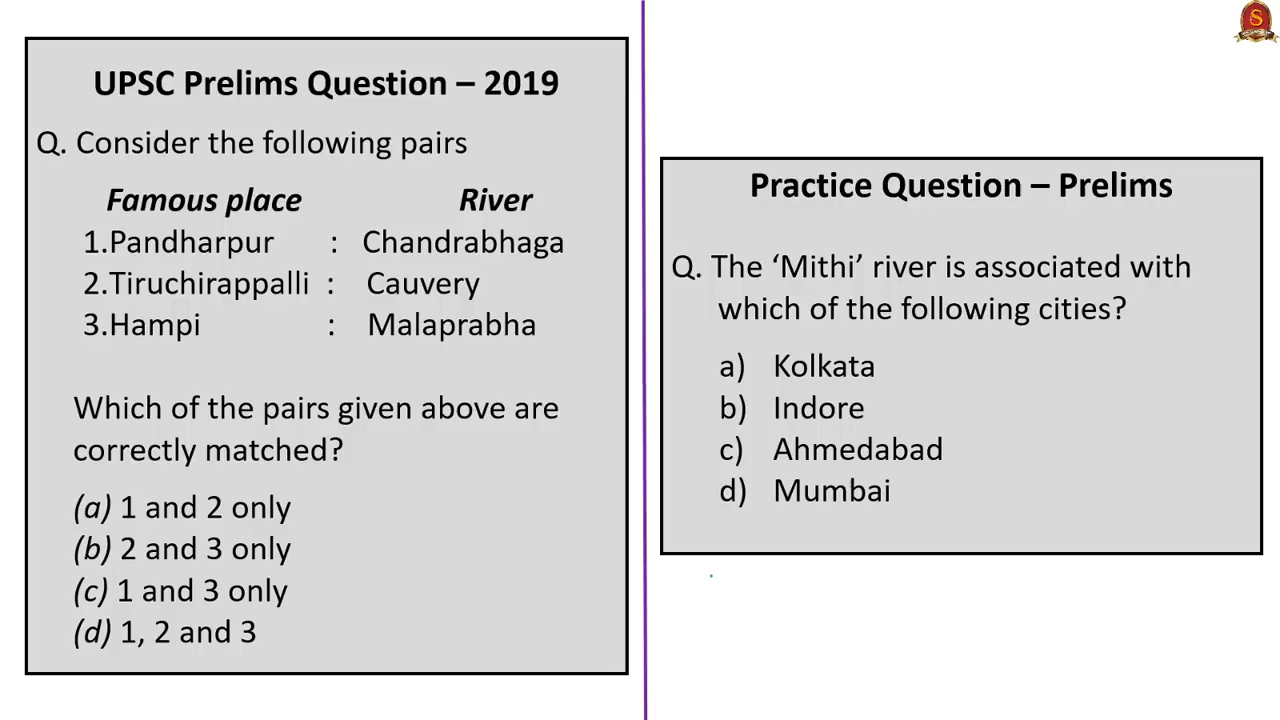 UPSC Prelims Question – 2019
Q. Consider the following pairs
Famous place River
1.Pandharpur : Chandrabhaga
2.Tiruchirappalli : Cauvery
3.Hampi : Malaprabha
Which of the pairs given above are
correctly matched?
(a) 1 and 2 only
(b) 2 and 3 only
(c) 1 and 3 only
(d) 1, 2 and 3
S
Practice Question – Prelims
Q. The ‘Mithi’ river is associated with
which of the following cities?
a) Kolkata
b) Indore
c) Ahmedabad
d) Mumbai